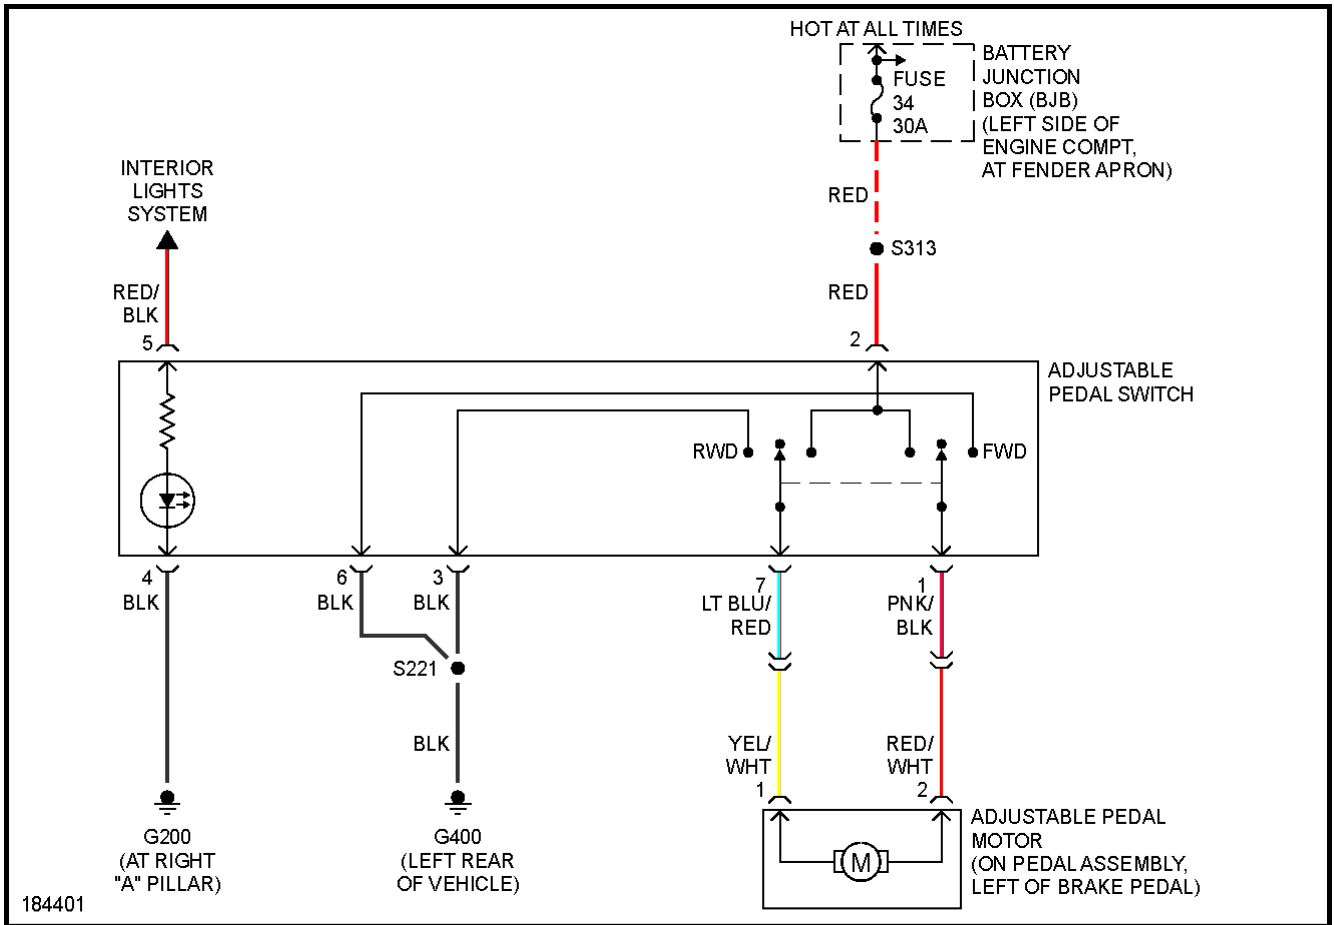 HOT AT ALL TIMES
FUSE
34
30A
BATTERY
JUNCTION
BOX (BJB)
(LEFT SIDE OF
ENGINE COMPT,
AT FENDER APRON)
INTERIOR
LIGHTS
SYSTEM
RED
S313
RED/
BLK
5
RED
2
ADJUSTABLE
PEDAL SWITCH
RWD
FWD
4
BLK
6
BLK
3
BLK
7
LT BLU/
RED
1
PNK/
BLK
S221
BLK
YEL/
WHT
1
RED/
WHT
2
G200
(AT RIGHT
"A" PILLAR)
G400
(LEFT REAR
OF VEHICLE)
M
ADJUSTABLE PEDAL
MOTOR
(ON PEDAL ASSEMBLY,
LEFT OF BRAKE PEDAL)
184401